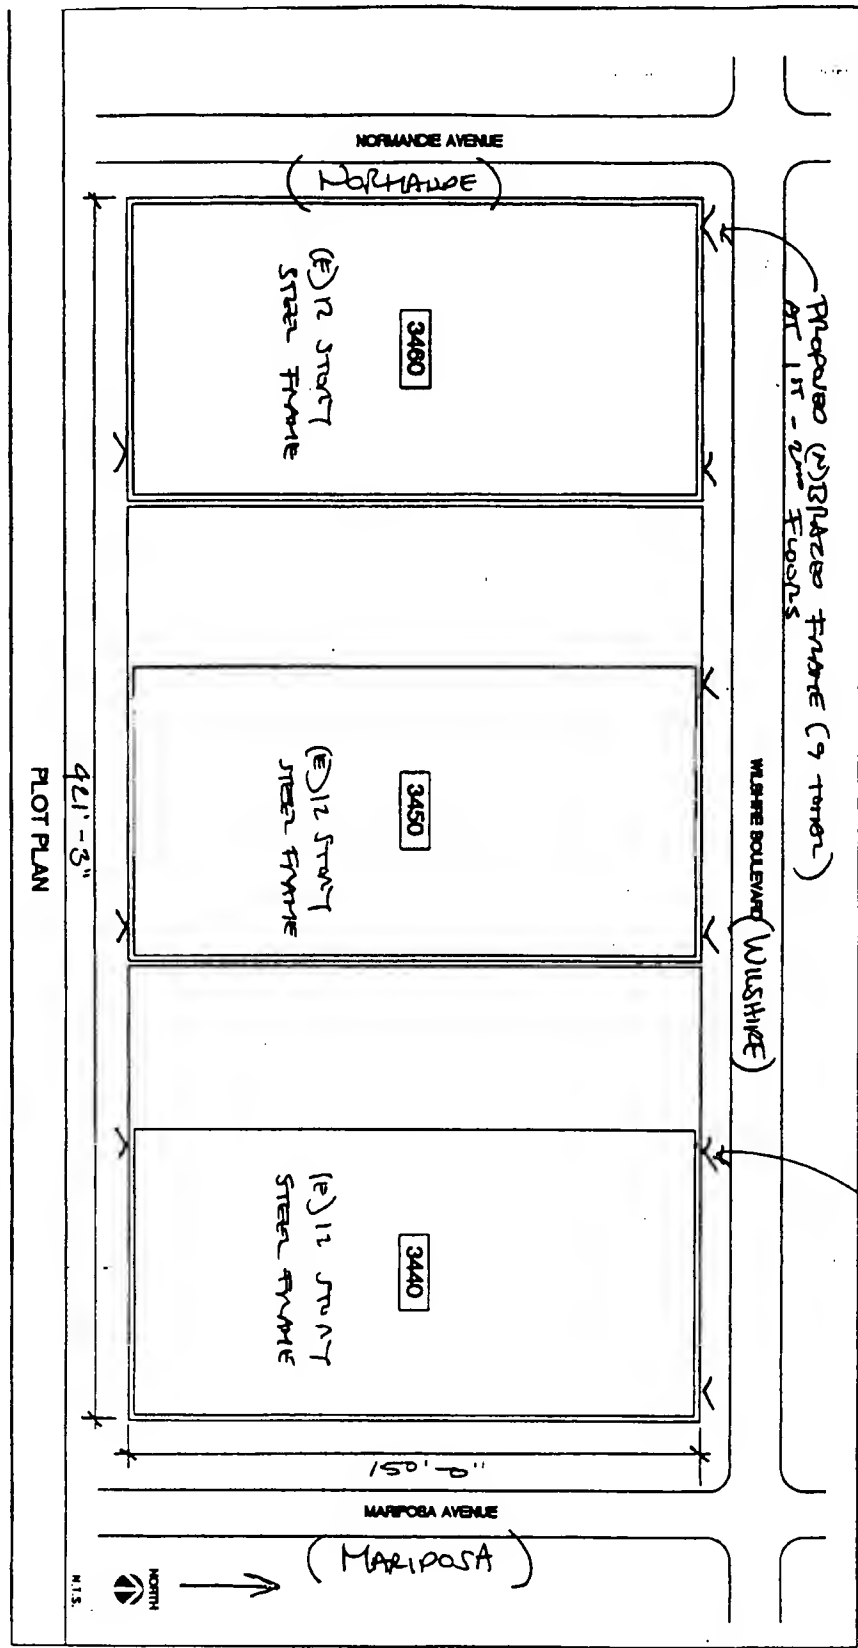 NORMANDIE AVENUE
(NORMANDE)
PROPOSED (N) BRACED FRAME (9 TOTAL)
AT 1ST - 2ND FLOORS
3460
(E) 12 STORY
STEEL FRAME
WILSHIRE BOULEVARD
(WILSHIRE)
3450
(E) 12 STORY
STEEL FRAME
3440
(E) 12 STORY
STEEL FRAME
421'-3"
150'-0"
PLOT PLAN
MARIPOSA AVENUE
(MARIPOSA)
NORTH
N.T.S.